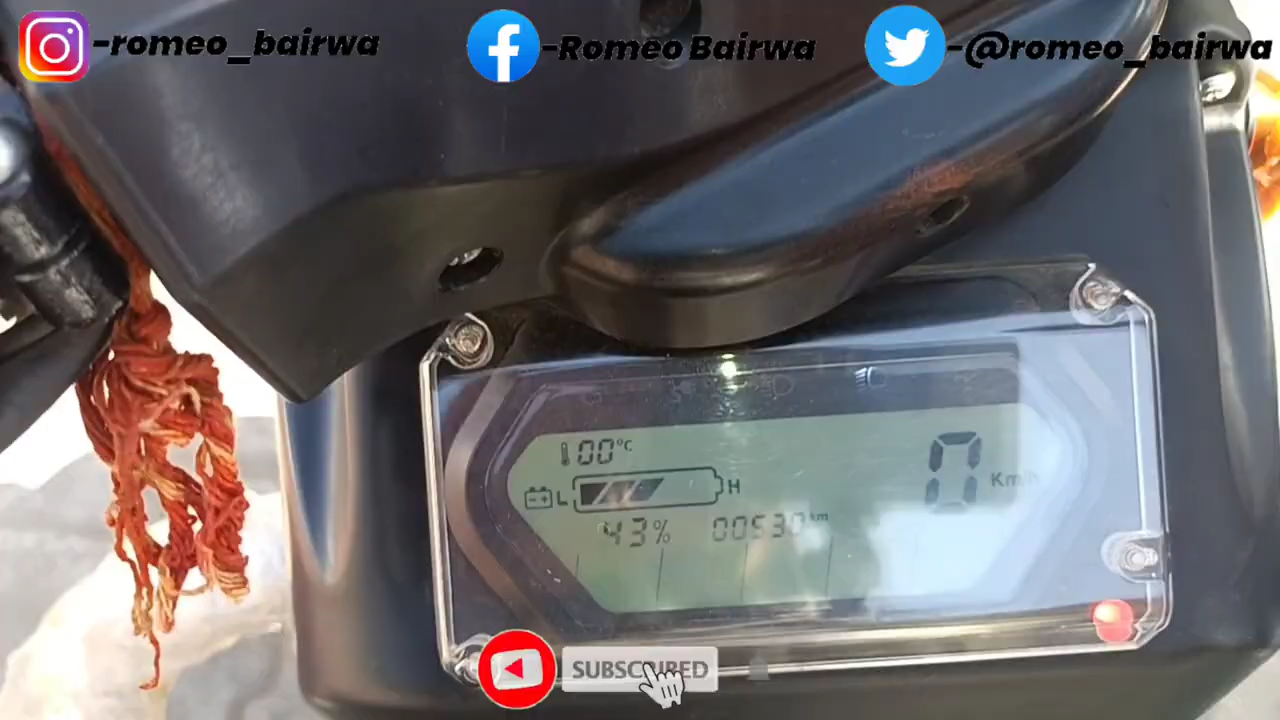 -romeo_bairwa
-Romeo Bairwa
-@romeo_bairwa
00°C
L H
43% 00530 km
0 Km/h
SUBSCRIBED